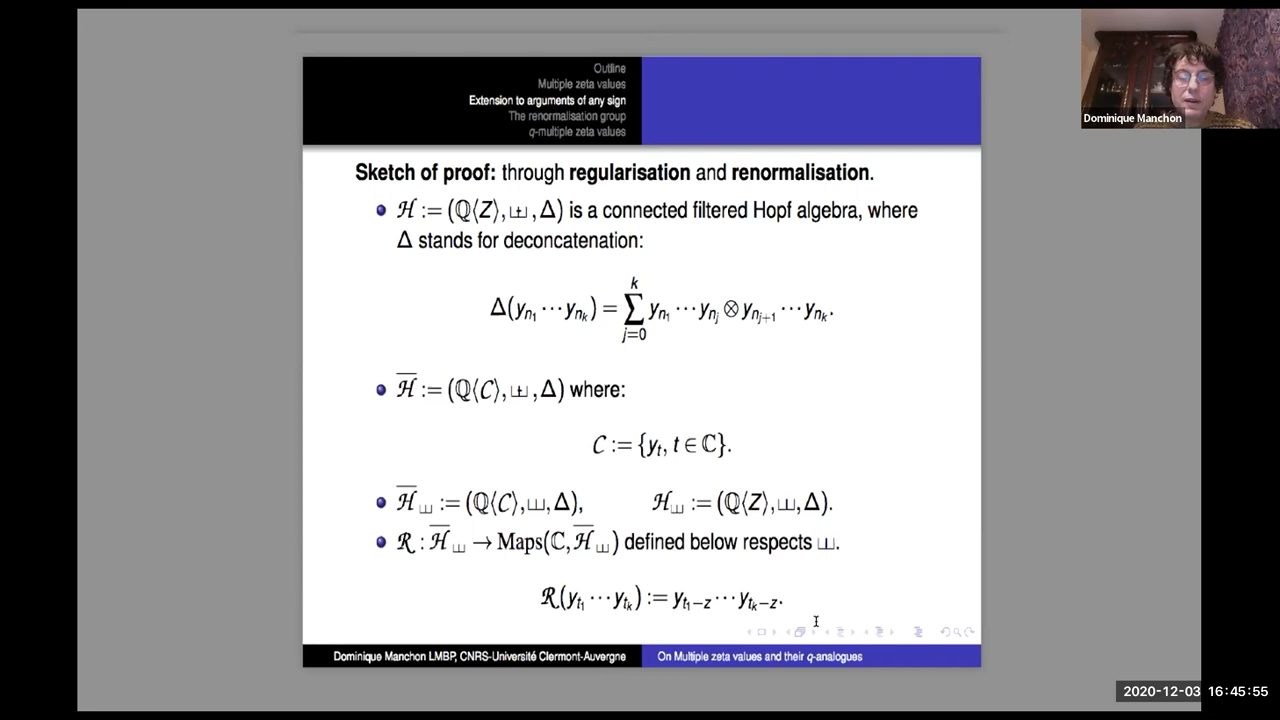 Outline
Multiple zeta values
Extension to arguments of any sign
The renormalisation group
q-multiple zeta values
Dominique Manchon
Sketch of proof: through regularisation and renormalisation.
ℋ := (ℚ⟨Z⟩, ⧢, Δ) is a connected filtered Hopf algebra, where
Δ stands for deconcatenation:
Δ(y_{n_1} ⋯ y_{n_k}) = ∑_{j=0}^{k} y_{n_1} ⋯ y_{n_j} ⊗ y_{n_{j+1}} ⋯ y_{n_k}.
ℋ̅ := (ℚ⟨𝒞⟩, ⧢, Δ) where:
𝒞 := {y_t, t ∈ ℂ}.
ℋ̅_ш := (ℚ⟨𝒞⟩, ш, Δ), ℋ_ш := (ℚ⟨Z⟩, ш, Δ).
ℛ : ℋ̅_ш → Maps(ℂ, ℋ̅_ш) defined below respects ш.
ℛ(y_{t_1} ⋯ y_{t_k}) := y_{t_1−z} ⋯ y_{t_k−z}.
Dominique Manchon LMBP, CNRS-Université Clermont-Auvergne
On Multiple zeta values and their q-analogues
2020-12-03 16:45:55